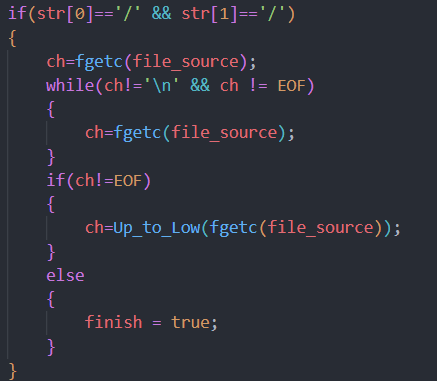 if(str[0]=='/' && str[1]=='/')
{
    ch=fgetc(file_source);
    while(ch!='\n' && ch != EOF)
    {
        ch=fgetc(file_source);
    }
    if(ch!=EOF)
    {
        ch=Up_to_Low(fgetc(file_source));
    }
    else
    {
        finish = true;
    }
}